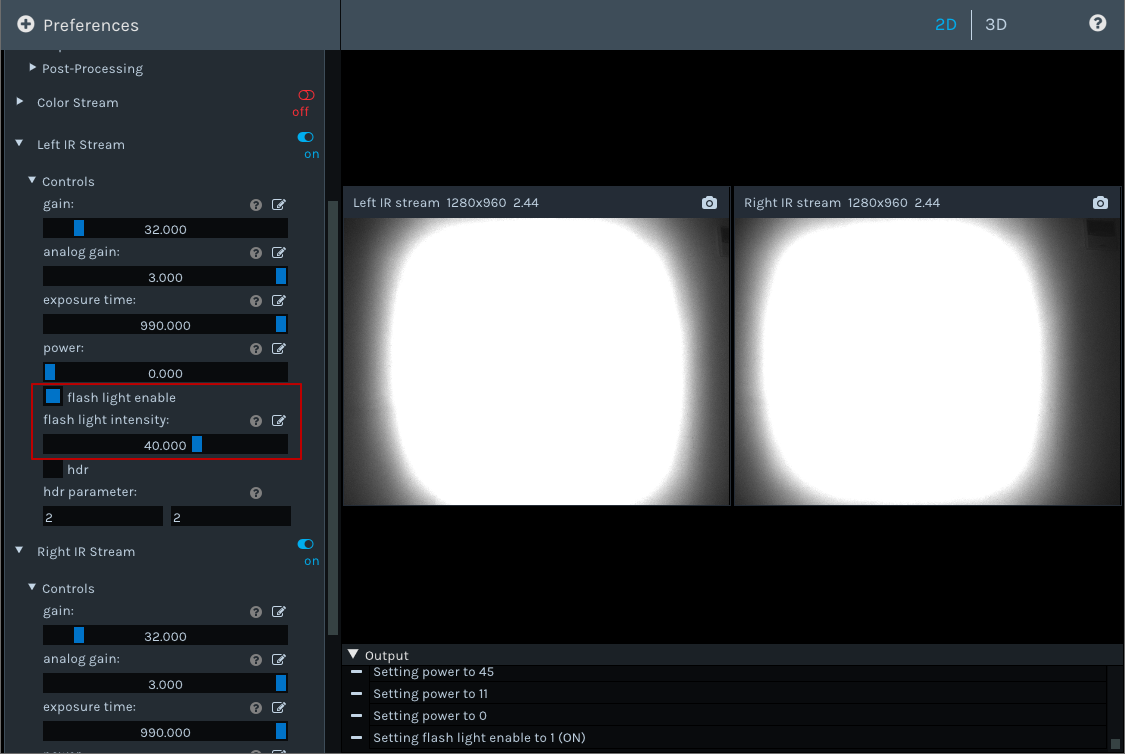 Preferences
2D 3D
Post-Processing
Color Stream
off
Left IR Stream
on
Controls
gain:
32.000
analog gain:
3.000
exposure time:
990.000
power:
0.000
flash light enable
flash light intensity:
40.000
hdr
hdr parameter:
2 2
Right IR Stream
on
Controls
gain:
32.000
analog gain:
3.000
exposure time:
990.000
Left IR stream 1280x960 2.44
Right IR stream 1280x960 2.44
Output
Setting power to 45
Setting power to 11
Setting power to 0
Setting flash light enable to 1 (ON)